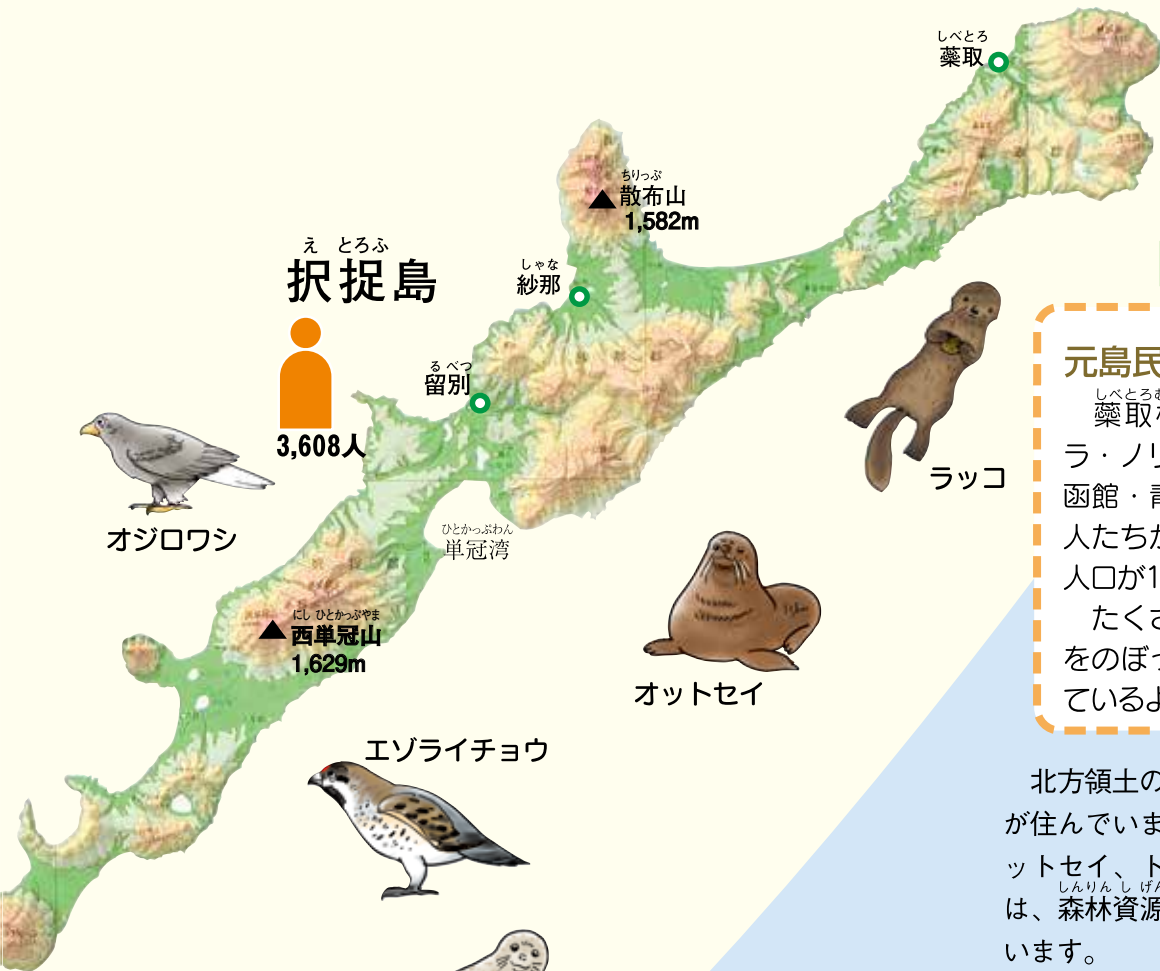 しべとろ
蘂取
ちりっぷ
散布山
1,582m
え とろふ
択捉島
しゃな
紗那
るべつ
留別
3,608人
オジロワシ
ひとかっぷわん
単冠湾
にし ひとかっぷやま
西単冠山
1,629m
ラッコ
オットセイ
エゾライチョウ
元島民
しべとろ
蘂取
ラ・ノリ
函館・青
人たちが
人口が1
たくさ
をのぼっ
ているよ
北方領土の
が住んでいま
ットセイ、ト
しんりん し げん
は、森林資源
います。